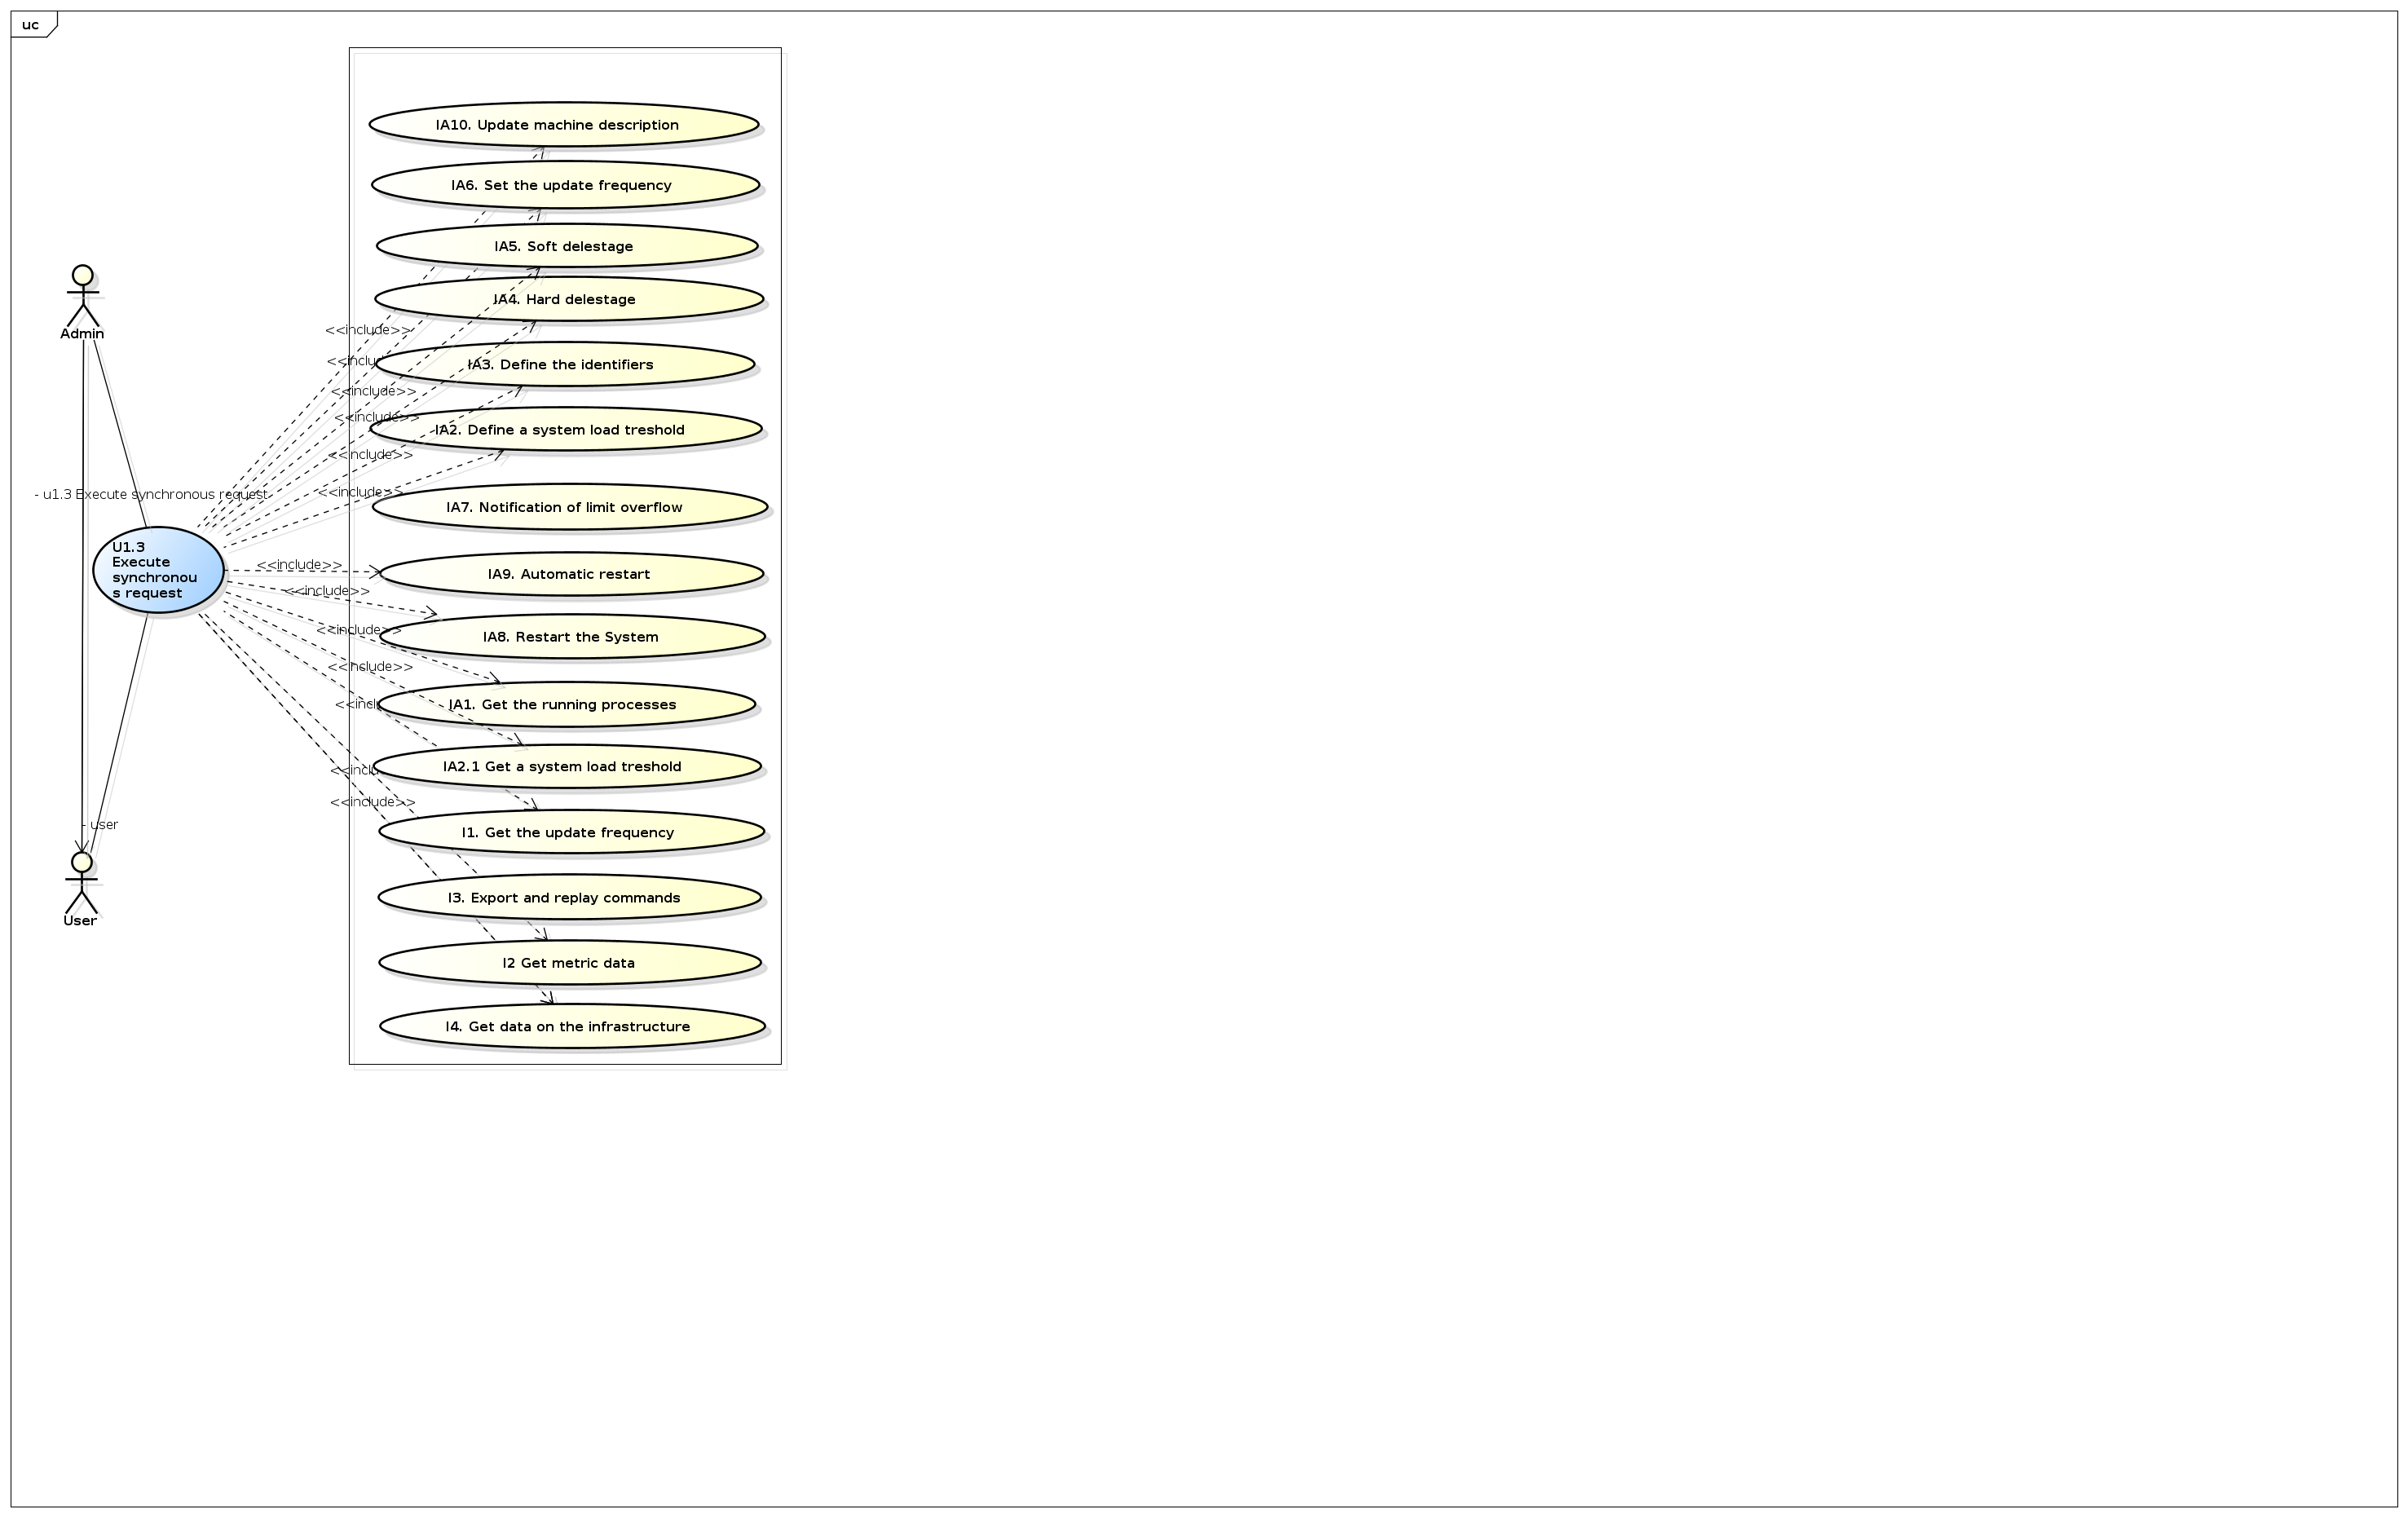 uc
IA10. Update machine description
IA6. Set the update frequency
IA5. Soft delestage
IA4. Hard delestage
Admin
<<include>>
<<inclu
IA3. Define the identifiers
<<include>>
<<include>>
IA2. Define a system load treshold
<<include>>
<<include>>
- u1.3 Execute synchronous request
IA7. Notification of limit overflow
U1.3
Execute
synchronou
s request
<<include>>
IA9. Automatic restart
<<include>>
<<include>>
IA8. Restart the System
<<include>>
<<incl
IA1. Get the running processes
<<incl
IA2.1 Get a system load treshold
<<include>>
- user
I1. Get the update frequency
I3. Export and replay commands
User
I2 Get metric data
I4. Get data on the infrastructure